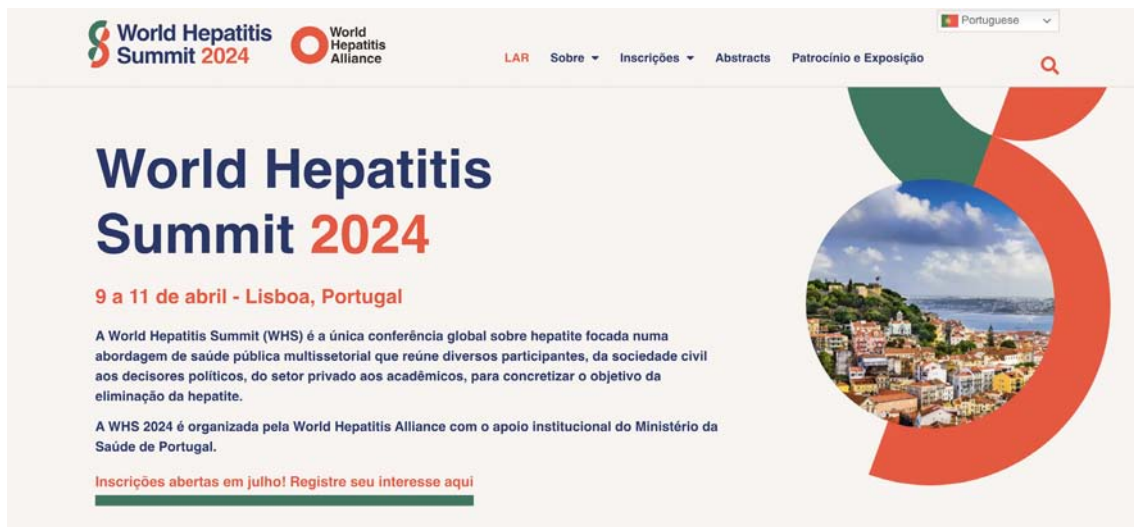 World Hepatitis
Summit 2024
World
Hepatitis
Alliance
Portuguese
LAR Sobre Inscrições Abstracts Patrocínio e Exposição
World Hepatitis
Summit 2024
9 a 11 de abril - Lisboa, Portugal
A World Hepatitis Summit (WHS) é a única conferência global sobre hepatite focada numa
abordagem de saúde pública multissetorial que reúne diversos participantes, da sociedade civil
aos decisores políticos, do setor privado aos acadêmicos, para concretizar o objetivo da
eliminação da hepatite.
A WHS 2024 é organizada pela World Hepatitis Alliance com o apoio institucional do Ministério da
Saúde de Portugal.
Inscrições abertas em julho! Registre seu interesse aqui